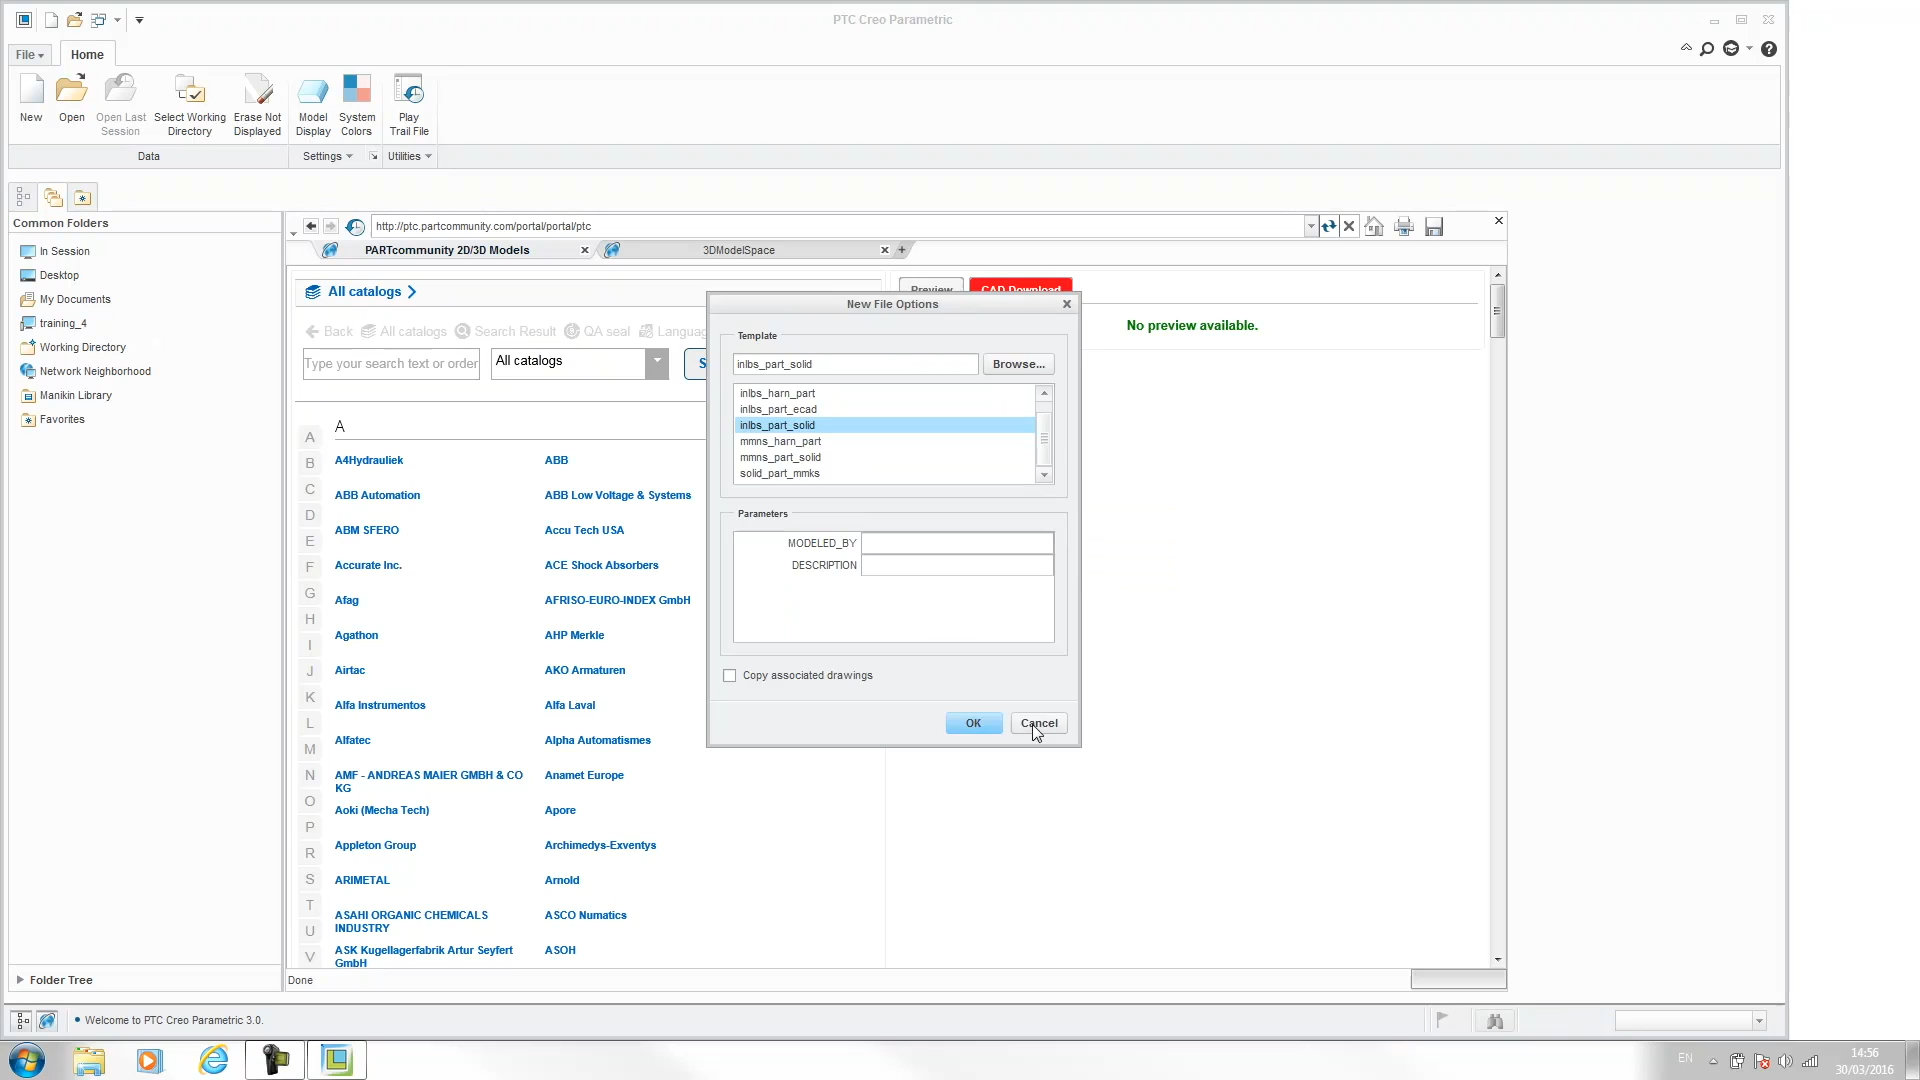 PTC Creo Parametric
File
Home
New
Open
Open Last
Session
Select Working
Directory
Erase Not
Displayed
Model
Display
System
Colors
Play
Trail File
Data
Settings
Utilities
Common Folders
In Session
Desktop
My Documents
training_4
Working Directory
Network Neighborhood
Manikin Library
Favorites
Folder Tree
http://ptc.partcommunity.com/portal/portal/ptc
PARTcommunity 2D/3D Models
3DModelSpace
All catalogs
Back
All catalogs
Search Result
QA seal
Type your search text or order
All catalogs
Preview
CAD Download
No preview available.
A
B
C
D
E
F
G
H
I
J
K
L
M
N
O
P
R
S
T
U
V
A
A4Hydrauliek
ABB
ABB Automation
ABB Low Voltage & Systems
ABM SFERO
Accu Tech USA
Accurate Inc.
ACE Shock Absorbers
Afag
AFRISO-EURO-INDEX GmbH
Agathon
AHP Merkle
Airtac
AKO Armaturen
Alfa Instrumentos
Alfa Laval
Alfatec
Alpha Automatismes
AMF - ANDREAS MAIER GMBH & CO
KG
Anamet Europe
Aoki (Mecha Tech)
Apore
Appleton Group
Archimedys-Exventys
ARIMETAL
Arnold
ASAHI ORGANIC CHEMICALS
INDUSTRY
ASCO Numatics
ASK Kugellagerfabrik Artur Seyfert
GmbH
ASOH
New File Options
Template
inlbs_part_solid
Browse...
inlbs_harn_part
inlbs_part_ecad
inlbs_part_solid
mmns_harn_part
mmns_part_solid
solid_part_mmks
Parameters
MODELED_BY
DESCRIPTION
Copy associated drawings
OK
Cancel
Done
Welcome to PTC Creo Parametric 3.0.
EN
14:56
30/03/2016